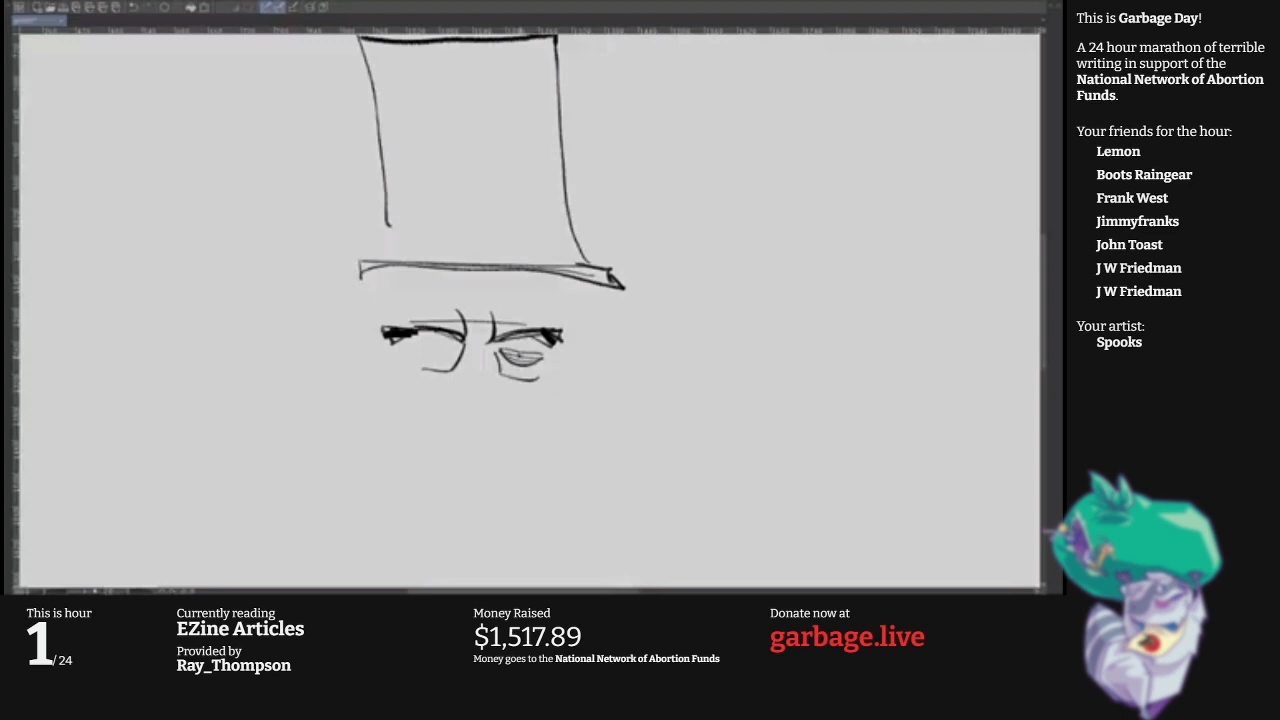 This is Garbage Day!
A 24 hour marathon of terrible
writing in support of the
National Network of Abortion
Funds.
Your friends for the hour:
Lemon
Boots Raingear
Frank West
Jimmyfranks
John Toast
J W Friedman
J W Friedman
Your artist:
Spooks
This is hour
1/ 24
Currently reading
EZine Articles
Provided by
Ray_Thompson
Money Raised
$1,517.89
Money goes to the National Network of Abortion Funds
Donate now at
garbage.live